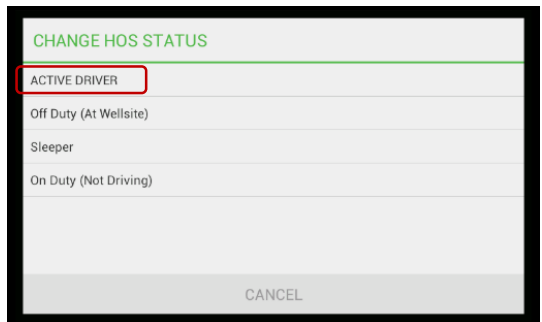 CHANGE HOS STATUS
ACTIVE DRIVER
Off Duty (At Wellsite)
Sleeper
On Duty (Not Driving)
CANCEL